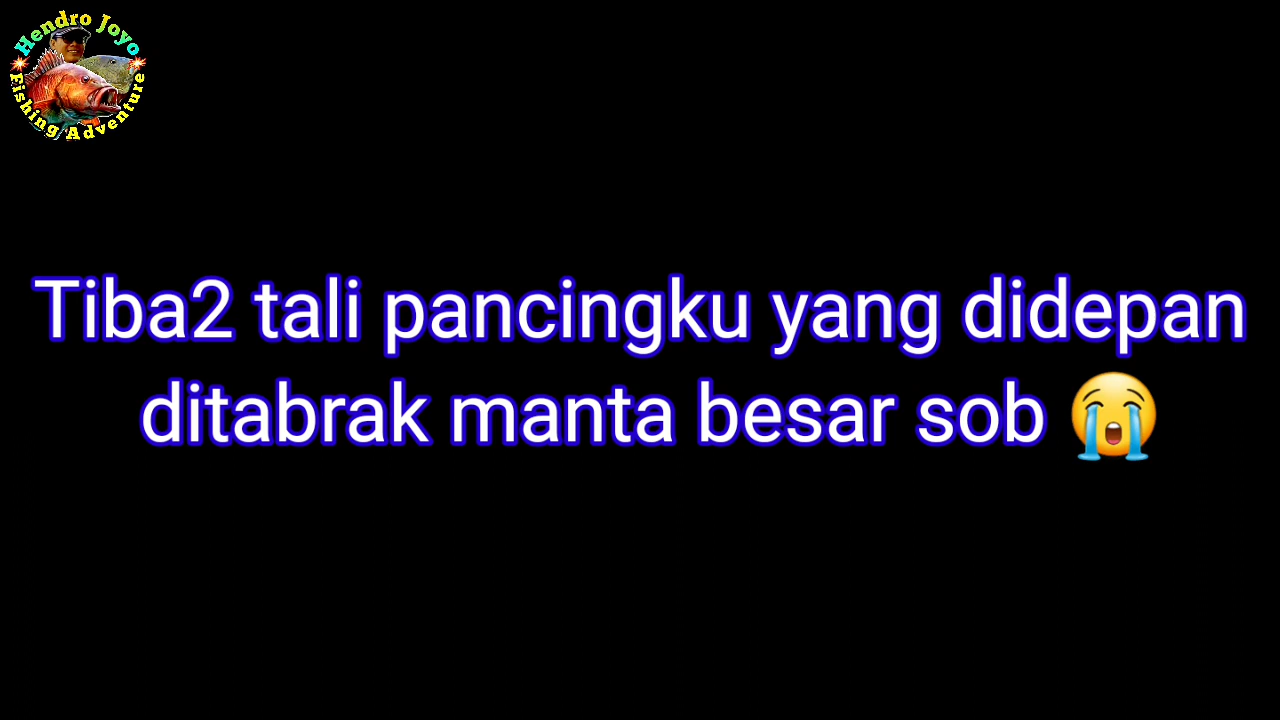 Hendro Joyo
Fishing Adventure
Tiba2 tali pancingku yang didepan
ditabrak manta besar sob 😭